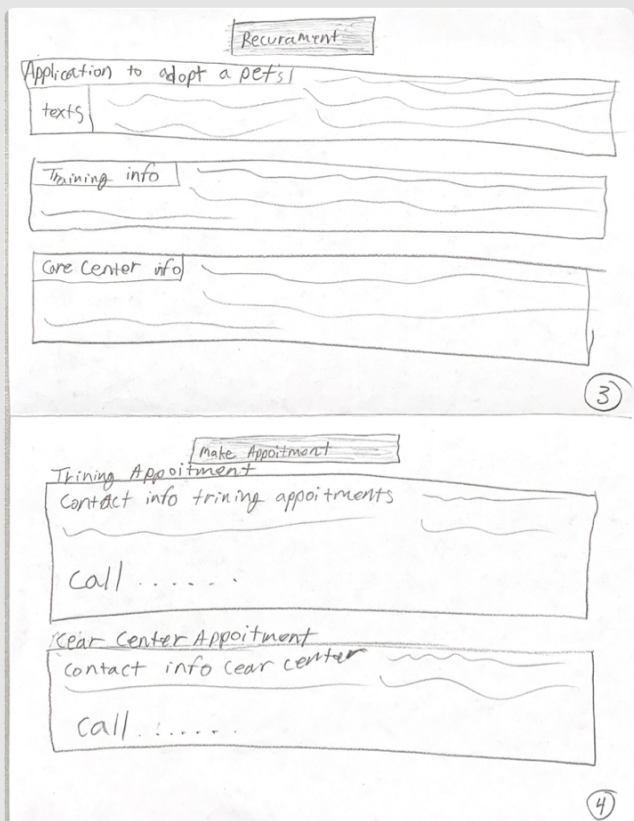 Recurament
Application to adopt a pets
texts
Training info
Care Center info
3
Make Appoitment
Trining Appoitment
Contact info trining appoitments
Call ......
Cear Center Appoitment
Contact info cear center
Call .......
4